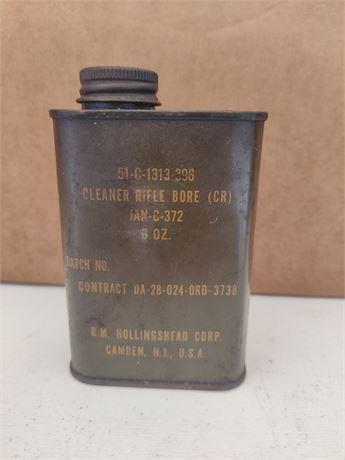 51-C-1313-396
CLEANER RIFLE BORE (CR)
JAN-C-372
6 OZ.
BATCH NO.
CONTRACT DA-28-024-ORD-3738
R.M. HOLLINGSHEAD CORP.
CAMDEN, N.J., U.S.A.